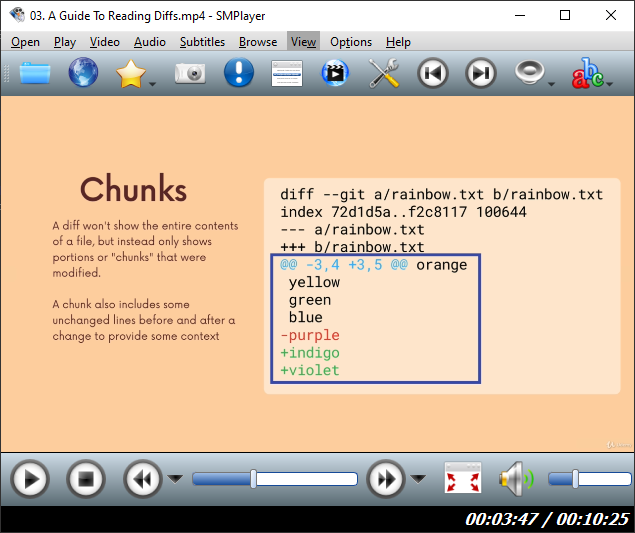 03. A Guide To Reading Diffs.mp4 - SMPlayer
Open Play Video Audio Subtitles Browse View Options Help
abc
Chunks
A diff won't show the entire contents
of a file, but instead only shows
portions or "chunks" that were
modified.
A chunk also includes some
unchanged lines before and after a
change to provide some context
diff --git a/rainbow.txt b/rainbow.txt
index 72d1d5a..f2c8117 100644
--- a/rainbow.txt
+++ b/rainbow.txt
@@ -3,4 +3,5 @@ orange
 yellow
 green
 blue
-purple
+indigo
+violet
00:03:47 / 00:10:25